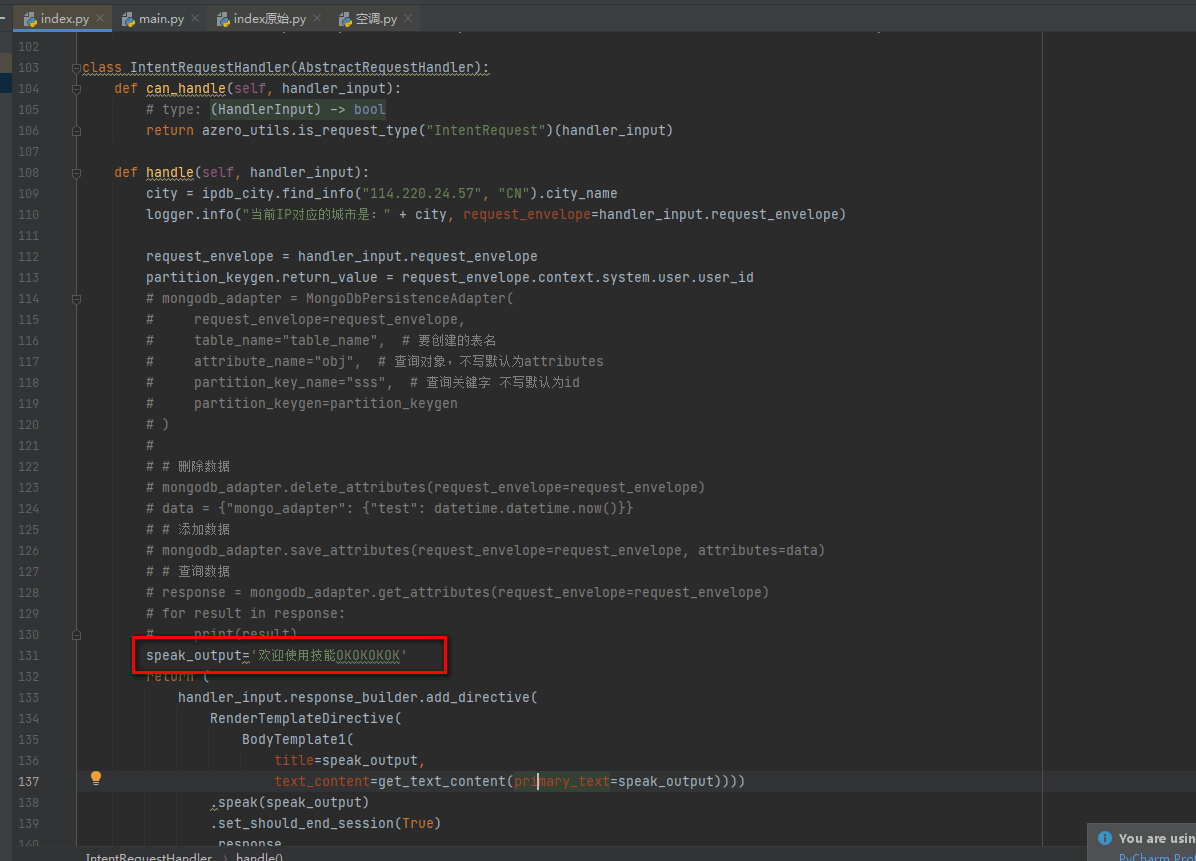 index.py
main.py
index原始.py
空调.py
102
103 class IntentRequestHandler(AbstractRequestHandler):
104 def can_handle(self, handler_input):
105 # type: (HandlerInput) -> bool
106 return azero_utils.is_request_type("IntentRequest")(handler_input)
107
108 def handle(self, handler_input):
109 city = ipdb_city.find_info("114.220.24.57", "CN").city_name
110 logger.info("当前IP对应的城市是：" + city, request_envelope=handler_input.request_envelope)
111
112 request_envelope = handler_input.request_envelope
113 partition_keygen.return_value = request_envelope.context.system.user.user_id
114 # mongodb_adapter = MongoDbPersistenceAdapter(
115 # request_envelope=request_envelope,
116 # table_name="table_name", # 要创建的表名
117 # attribute_name="obj", # 查询对象，不写默认为attributes
118 # partition_key_name="sss", # 查询关键字 不写默认为id
119 # partition_keygen=partition_keygen
120 # )
121 #
122 # # 删除数据
123 # mongodb_adapter.delete_attributes(request_envelope=request_envelope)
124 # data = {"mongo_adapter": {"test": datetime.datetime.now()}}
125 # # 添加数据
126 # mongodb_adapter.save_attributes(request_envelope=request_envelope, attributes=data)
127 # # 查询数据
128 # response = mongodb_adapter.get_attributes(request_envelope=request_envelope)
129 # for result in response:
130 # print(result)
131 speak_output='欢迎使用技能OKOKOKOK'
132 return (
133 handler_input.response_builder.add_directive(
134 RenderTemplateDirective(
135 BodyTemplate1(
136 title=speak_output,
137 text_content=get_text_content(primary_text=speak_output))))
138 .speak(speak_output)
139 .set_should_end_session(True)
140 .response
IntentRequestHandler > handle()
You are usin
PyCharm Pro